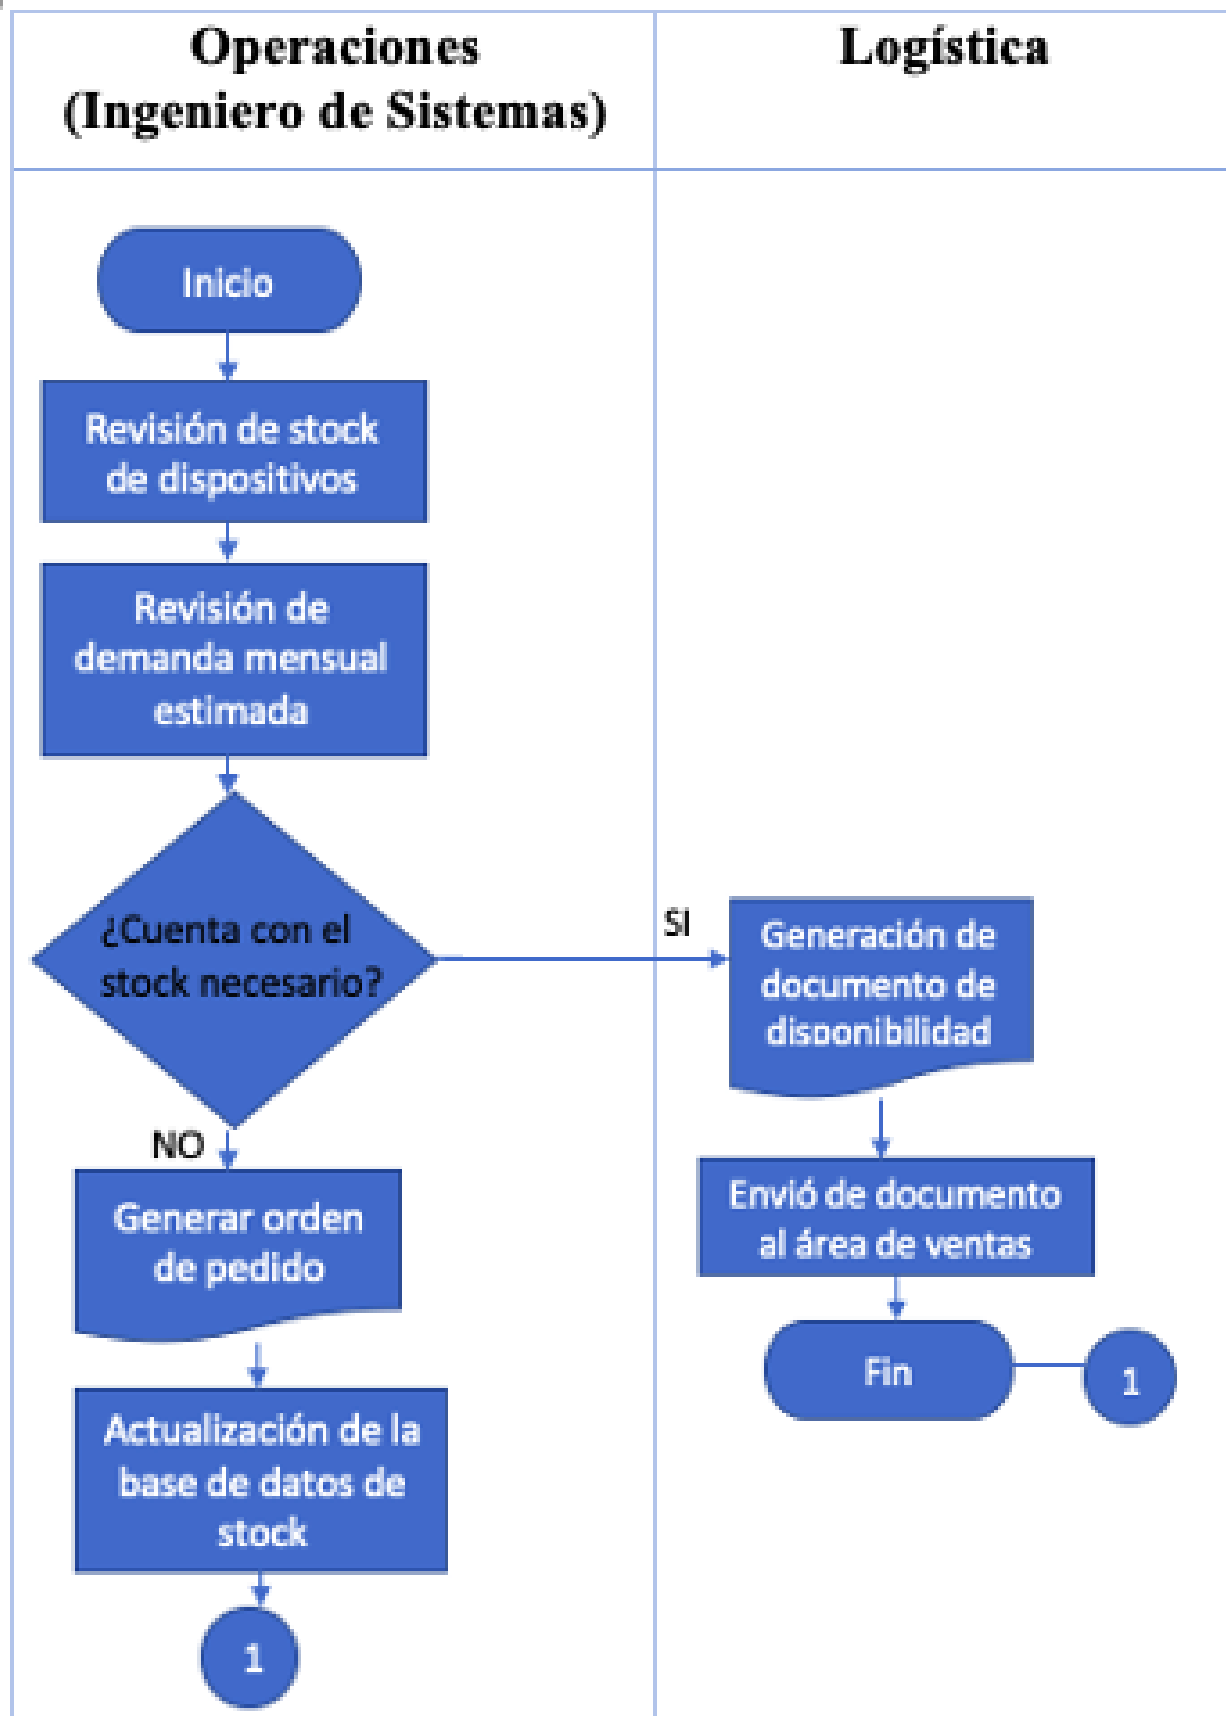 Operaciones
(Ingeniero de Sistemas)
Logística
Inicio
Revisión de stock
de dispositivos
Revisión de
demanda mensual
estimada
¿Cuenta con el
stock necesario?
SI
Generación de
documento de
disponibilidad
NO
Generar orden
de pedido
Envió de documento
al área de ventas
Fin
1
Actualización de la
base de datos de
stock
1